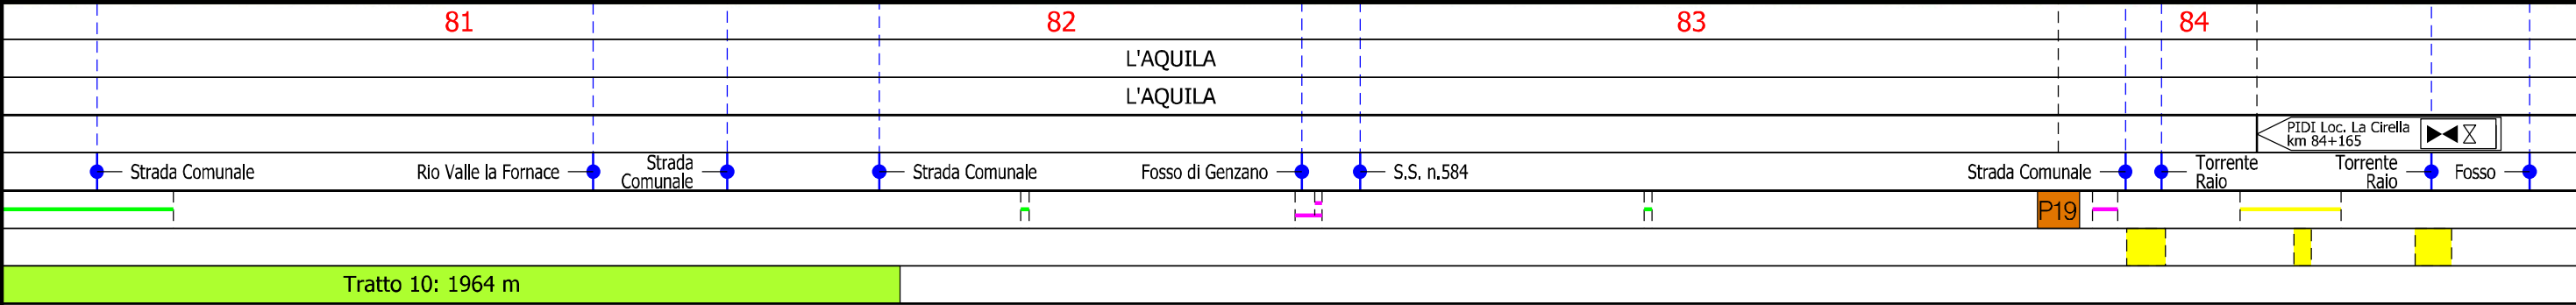 81 82 83 84
L'AQUILA
L'AQUILA
PIDI Loc. La Cirella
km 84+165
Strada Comunale
Rio Valle la Fornace
Strada
Comunale
Strada Comunale
Fosso di Genzano
S.S. n.584
Strada Comunale
Torrente
Raio
Torrente
Raio
Fosso
P19
Tratto 10: 1964 m